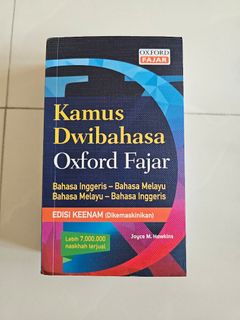 OXFORD
FAJAR
Kamus
Dwibahasa
Oxford Fajar
Bahasa Inggeris – Bahasa Melayu
Bahasa Melayu – Bahasa Inggeris
EDISI KEENAM (Dikemaskinikan)
Joyce M. Hawkins
Lebih 7,000,000
naskhah terjual